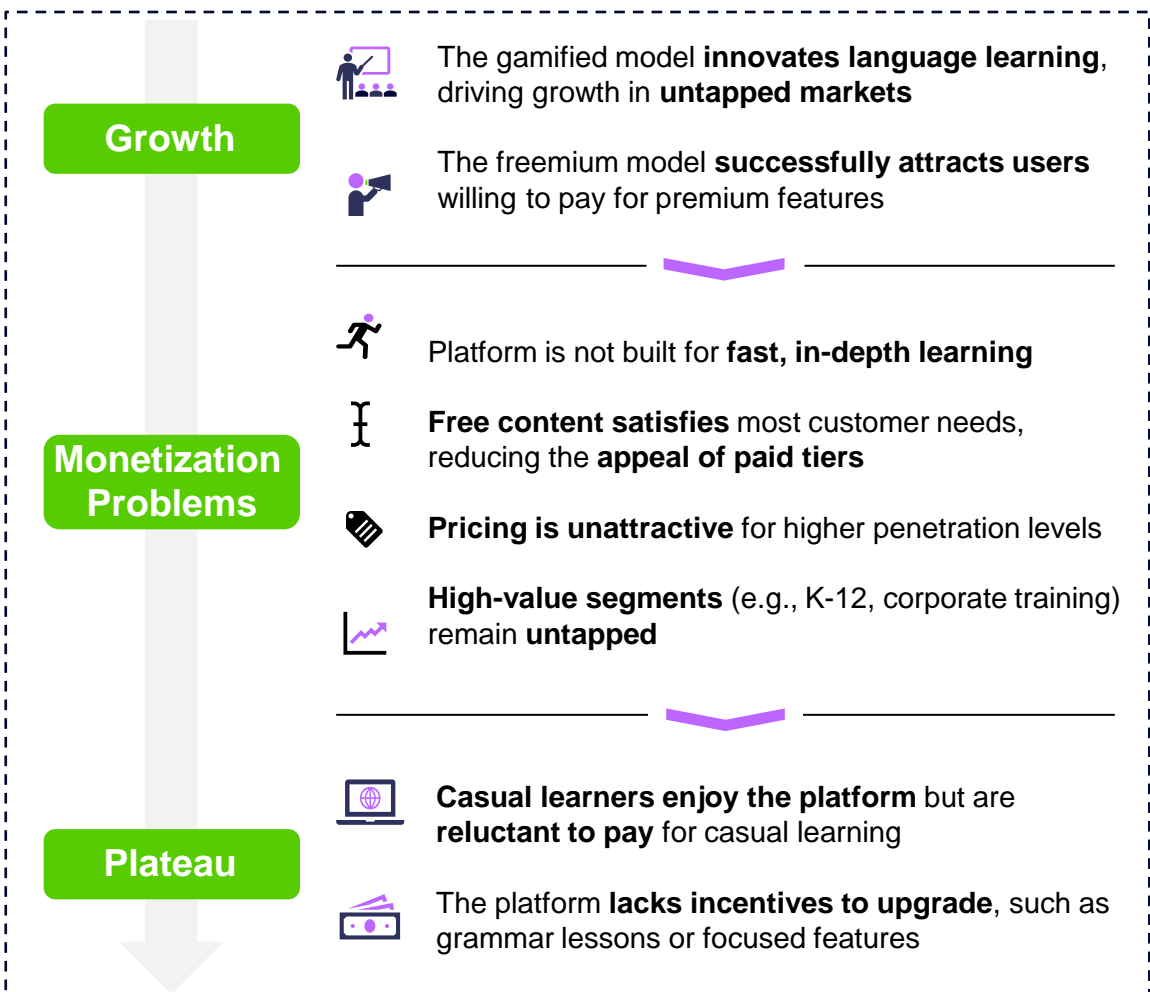 Growth
The gamified model innovates language learning,
driving growth in untapped markets
The freemium model successfully attracts users
willing to pay for premium features
Monetization
Problems
Platform is not built for fast, in-depth learning
Free content satisfies most customer needs,
reducing the appeal of paid tiers
Pricing is unattractive for higher penetration levels
High-value segments (e.g., K-12, corporate training)
remain untapped
Plateau
Casual learners enjoy the platform but are
reluctant to pay for casual learning
The platform lacks incentives to upgrade, such as
grammar lessons or focused features